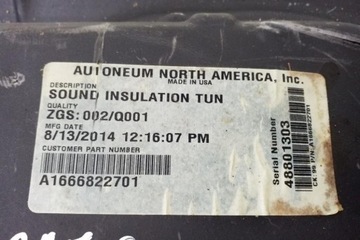 AUTONEUM NORTH AMERICA, Inc.
MADE IN USA
DESCRIPTION
SOUND INSULATION TUN
QUALITY
ZGS: 002/Q001
MFG DATE
8/13/2014 12:16:07 PM
CUSTOMER PART NUMBER
A1666822701
Serial Number
48801303
P/N A1666822701